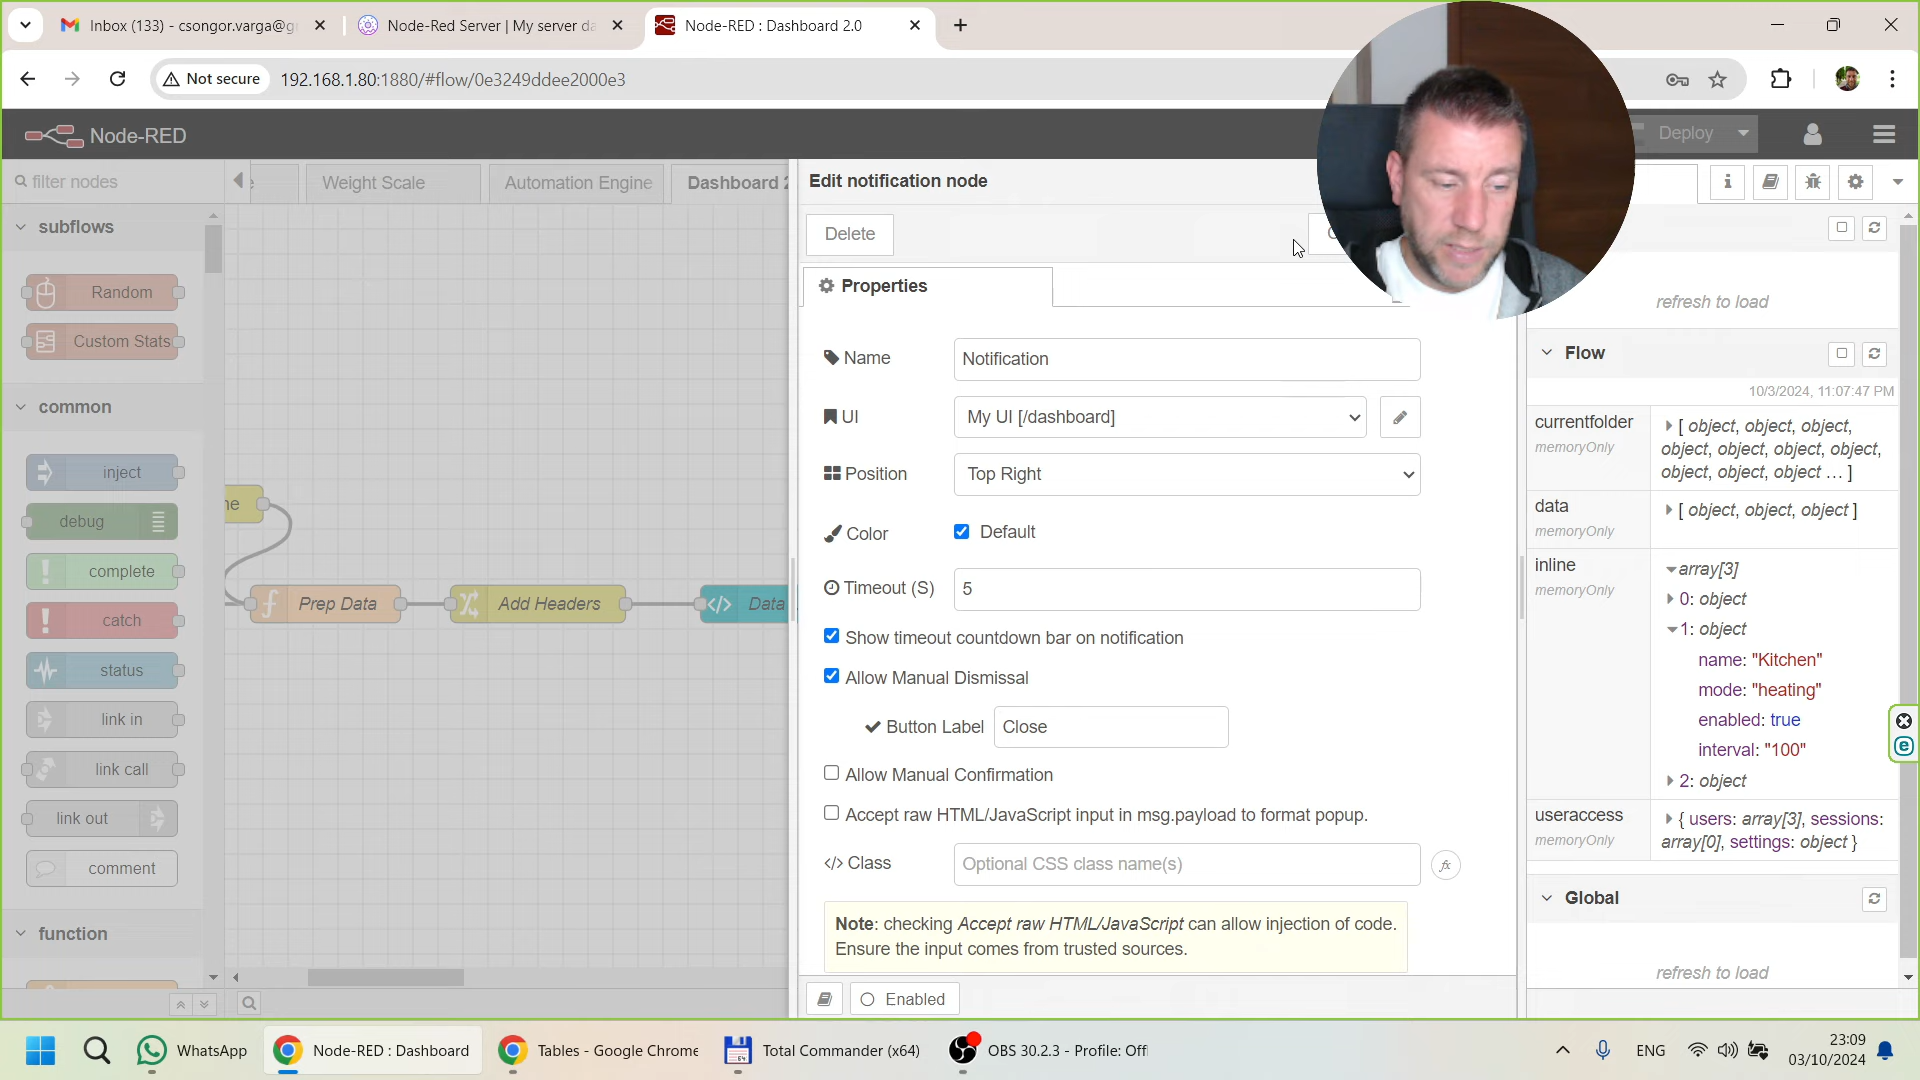 Inbox (133) - csongor.varga@g
Node-Red Server | My server da
Node-RED : Dashboard 2.0
Not secure
192.168.1.80:1880/#flow/0e3249ddee2000e3
Node-RED
Deploy
filter nodes
Weight Scale
Automation Engine
Dashboard 2
Edit notification node
subflows
Delete
Properties
Random
refresh to load
Custom Stats
Flow
Name
Notification
10/3/2024, 11:07:47 PM
common
UI
My UI [/dashboard]
currentfolder
memoryOnly
[ object, object, object,
object, object, object, object,
object, object, object … ]
inject
Position
Top Right
data
memoryOnly
[ object, object, object ]
debug
Color
Default
complete
Timeout (S)
5
inline
memoryOnly
array[3]
0: object
Prep Data
Add Headers
Data
catch
Show timeout countdown bar on notification
1: object
name: "Kitchen"
status
Allow Manual Dismissal
mode: "heating"
link in
Button Label
Close
enabled: true
interval: "100"
link call
Allow Manual Confirmation
2: object
link out
Accept raw HTML/JavaScript input in msg.payload to format popup.
useraccess
memoryOnly
{ users: array[3], sessions:
array[0], settings: object }
comment
</> Class
Optional CSS class name(s)
fx
Global
function
Note: checking Accept raw HTML/JavaScript can allow injection of code.
Ensure the input comes from trusted sources.
refresh to load
Enabled
WhatsApp
Node-RED : Dashboard
Tables - Google Chrome
Total Commander (x64)
OBS 30.2.3 - Profile:
ENG
23:09
03/10/2024